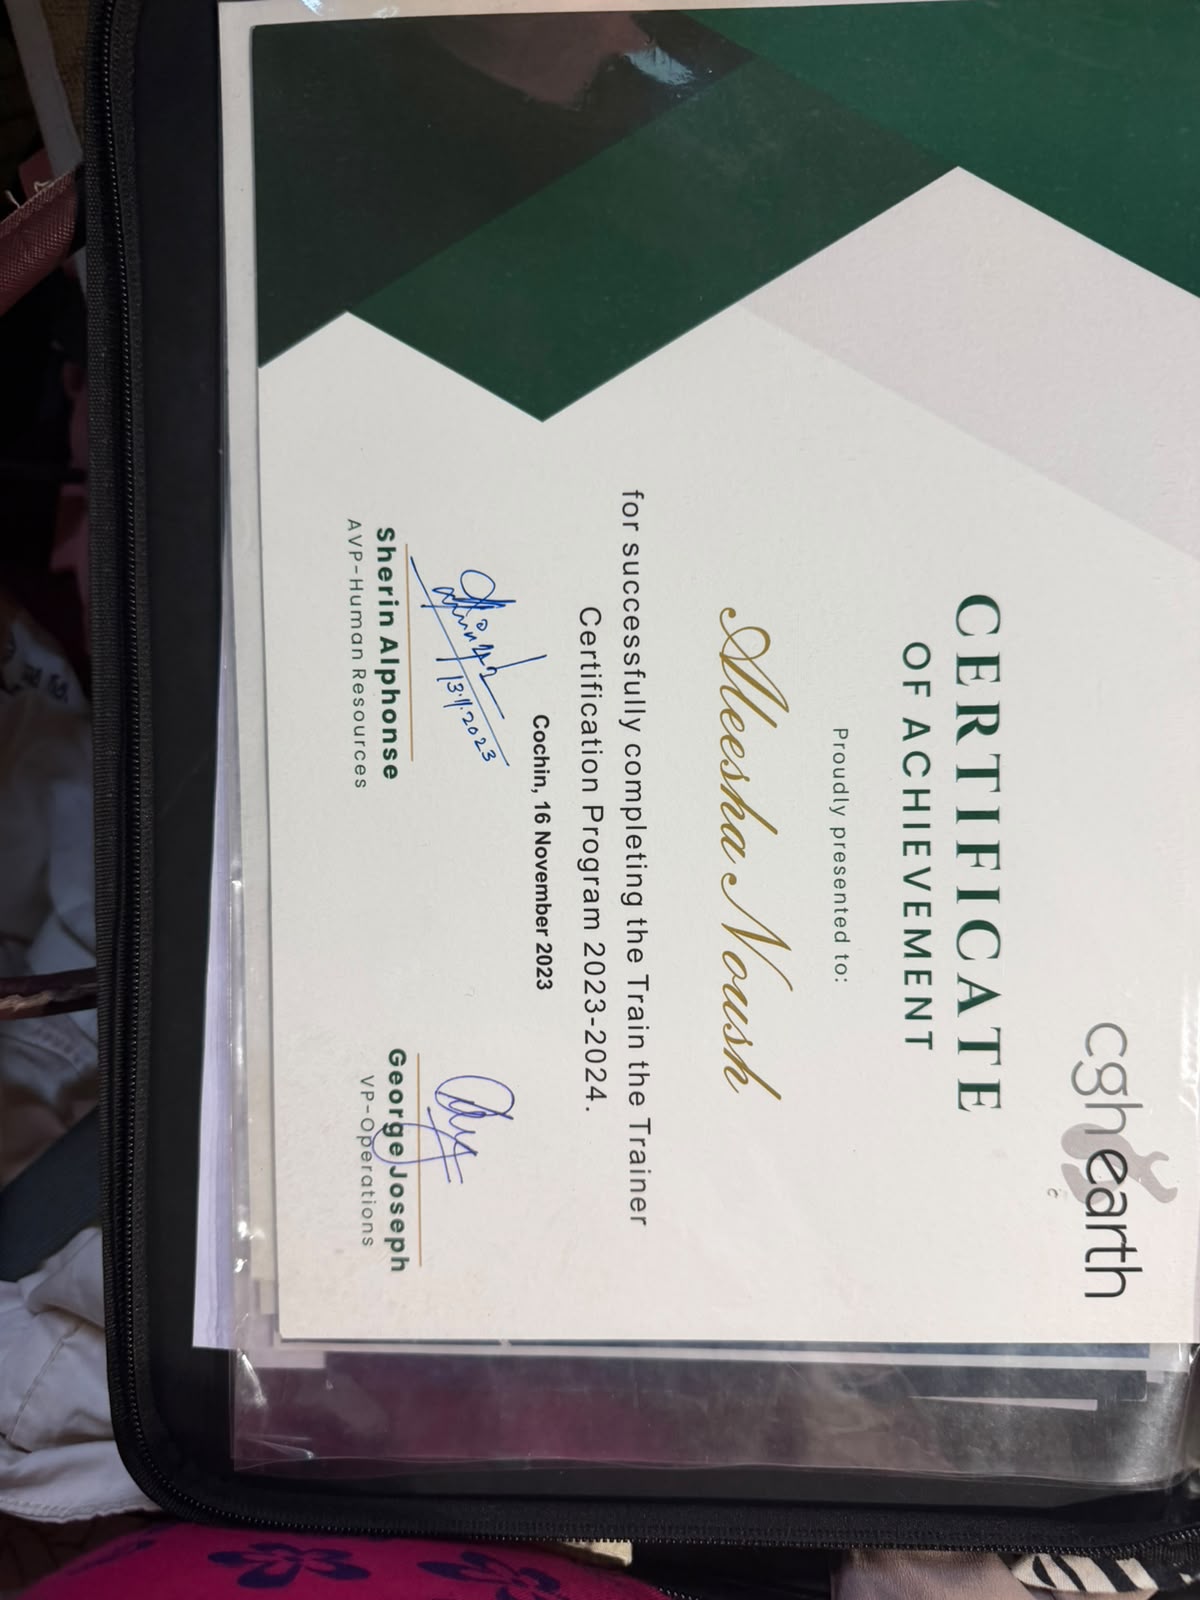 cghearth
CERTIFICATE
OF ACHIEVEMENT
Proudly presented to:
Aleesha Noush
for successfully completing the Train the Trainer
Certification Program 2023-2024.
Cochin, 16 November 2023
13.11.2023
Sherin Alphonse
AVP-Human Resources
George Joseph
VP-Operations